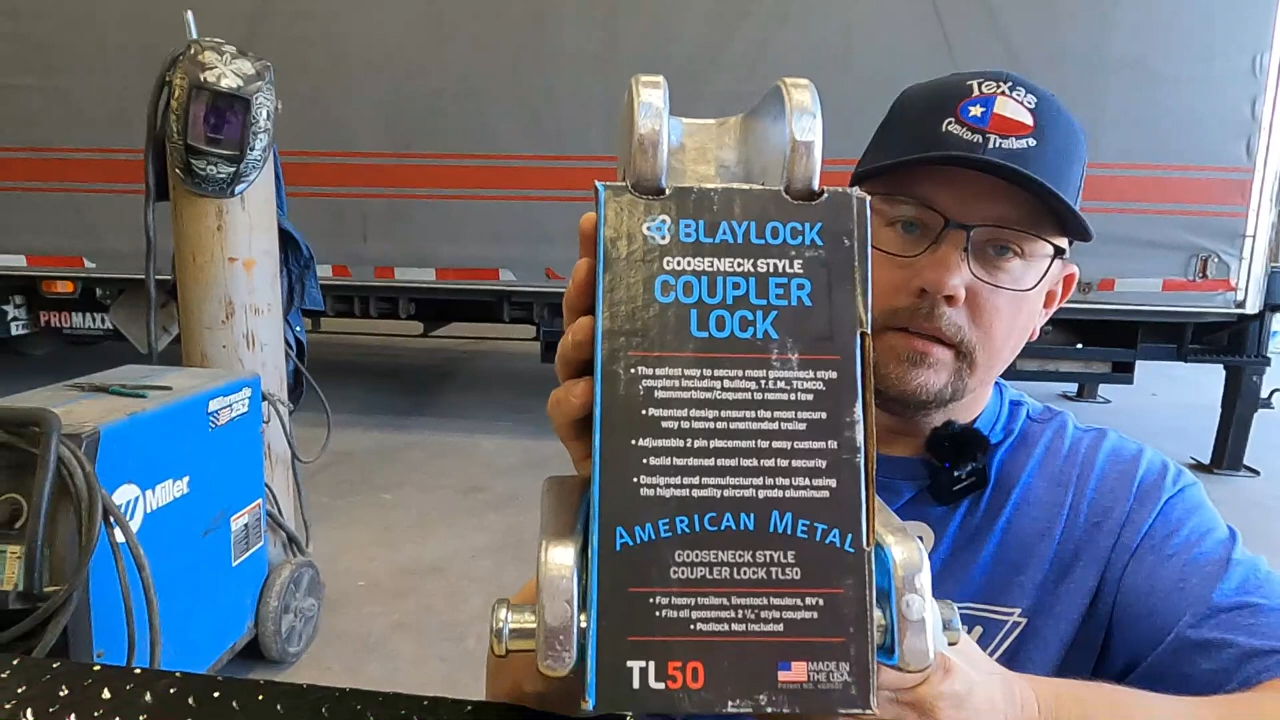 Texas
Custom Trailers
BLAYLOCK
GOOSENECK STYLE
COUPLER
LOCK
• The safest way to secure most gooseneck style
couplers including Bulldog, T.E.M., TEMCO,
Hammerblow/Cequent to name a few
• Patented design ensures the most secure
way to leave an unattended trailer
• Adjustable 2 pin placement for easy custom fit
• Solid hardened steel lock rod for security
• Designed and manufactured in the USA using
the highest quality aircraft grade aluminum
AMERICAN METAL
GOOSENECK STYLE
COUPLER LOCK TL50
• For heavy trailers, livestock haulers, RV's
• Fits all gooseneck 2 5/16" style couplers
• Padlock Not Included
TL50
MADE IN
THE USA
PROMAXX
Millermatic
252
Miller